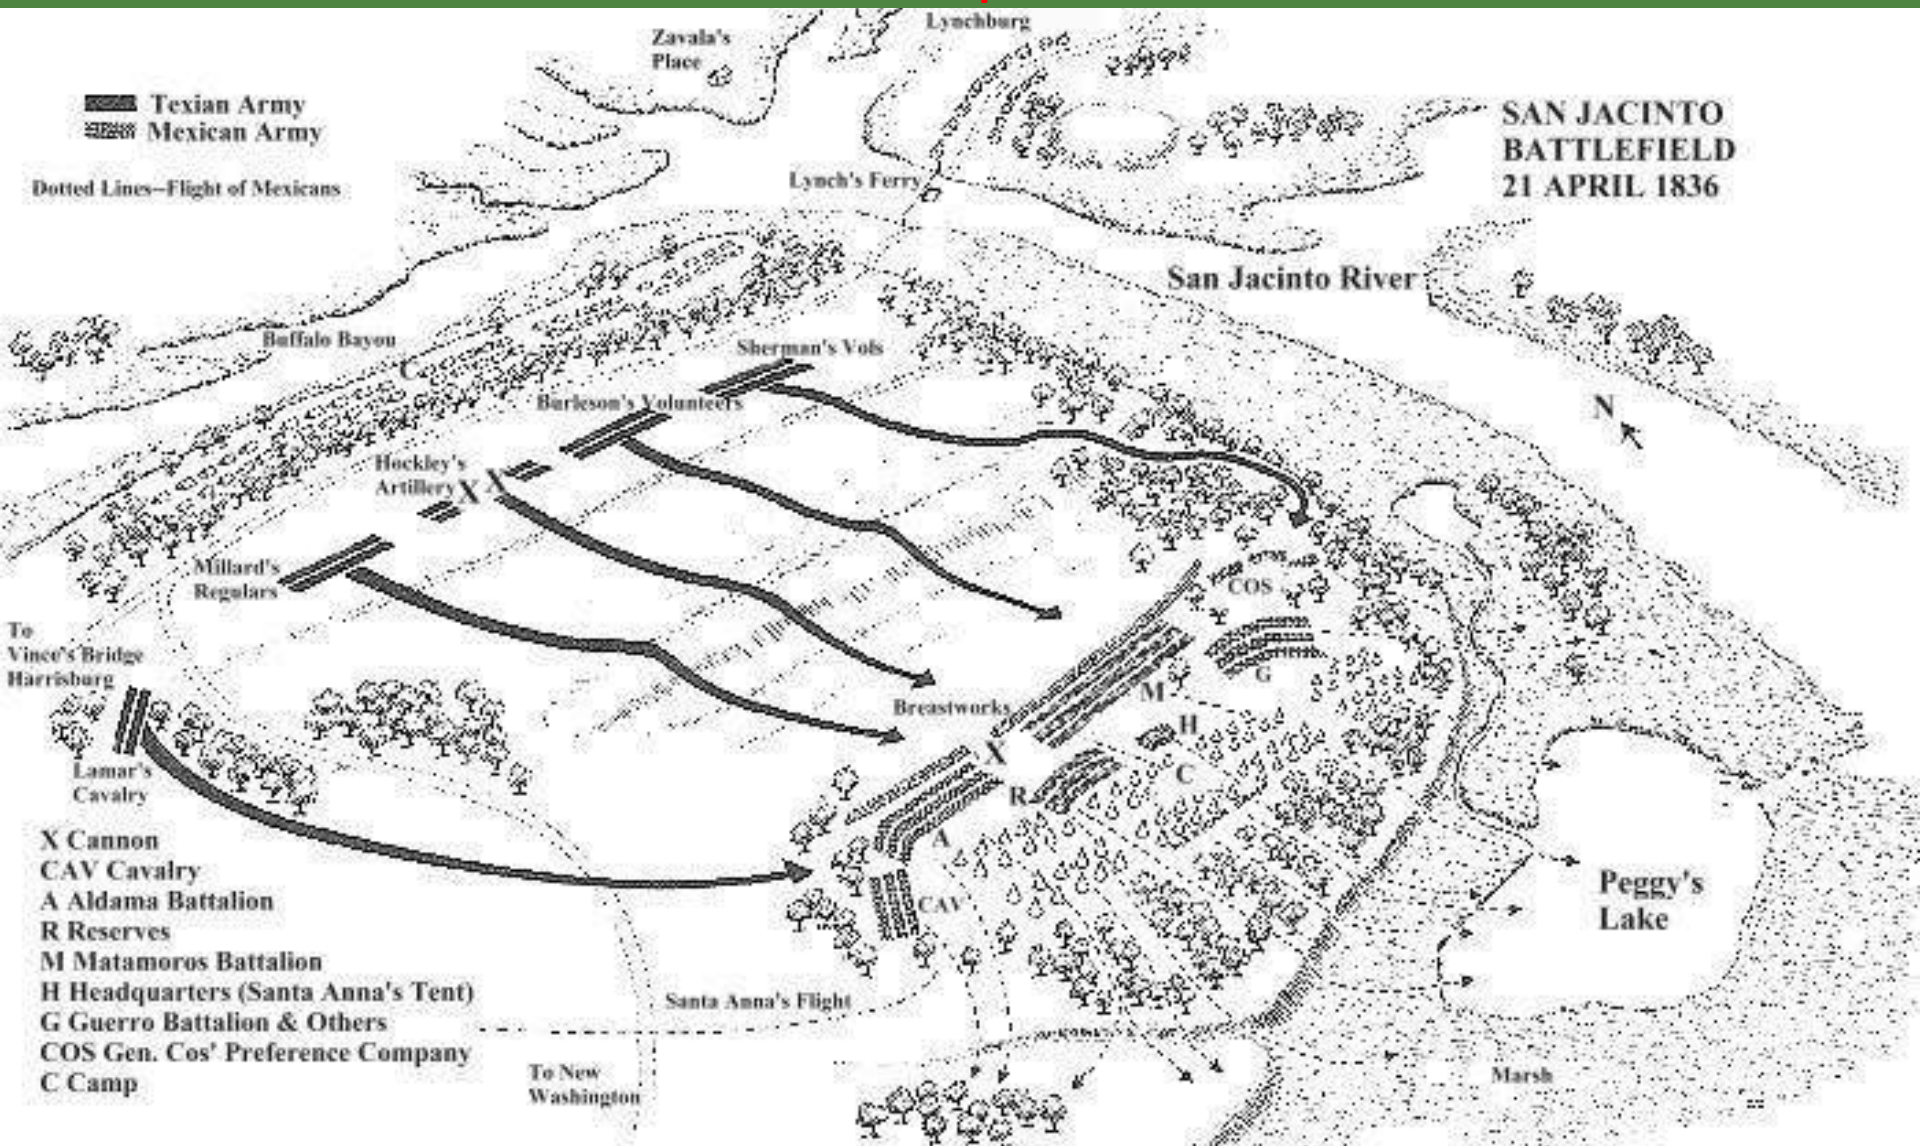 Lynchburg
Zavala's
Place
Texian Army
Mexican Army
Dotted Lines–Flight of Mexicans
SAN JACINTO
BATTLEFIELD
21 APRIL 1836
Lynch's Ferry
San Jacinto River
Buffalo Bayou
C
Sherman's Vols
Burleson's Volunteers
N
Hockley's
Artillery X X
Millard's
Regulars
COS
To
Vince's Bridge
Harrisburg
G
M
Breastworks
H
X
C
R
Lamar's
Cavalry
A
CAV
X Cannon
CAV Cavalry
A Aldama Battalion
R Reserves
M Matamoros Battalion
H Headquarters (Santa Anna's Tent)
G Guerro Battalion & Others
COS Gen. Cos' Preference Company
C Camp
Peggy's
Lake
Santa Anna's Flight
To New
Washington
Marsh